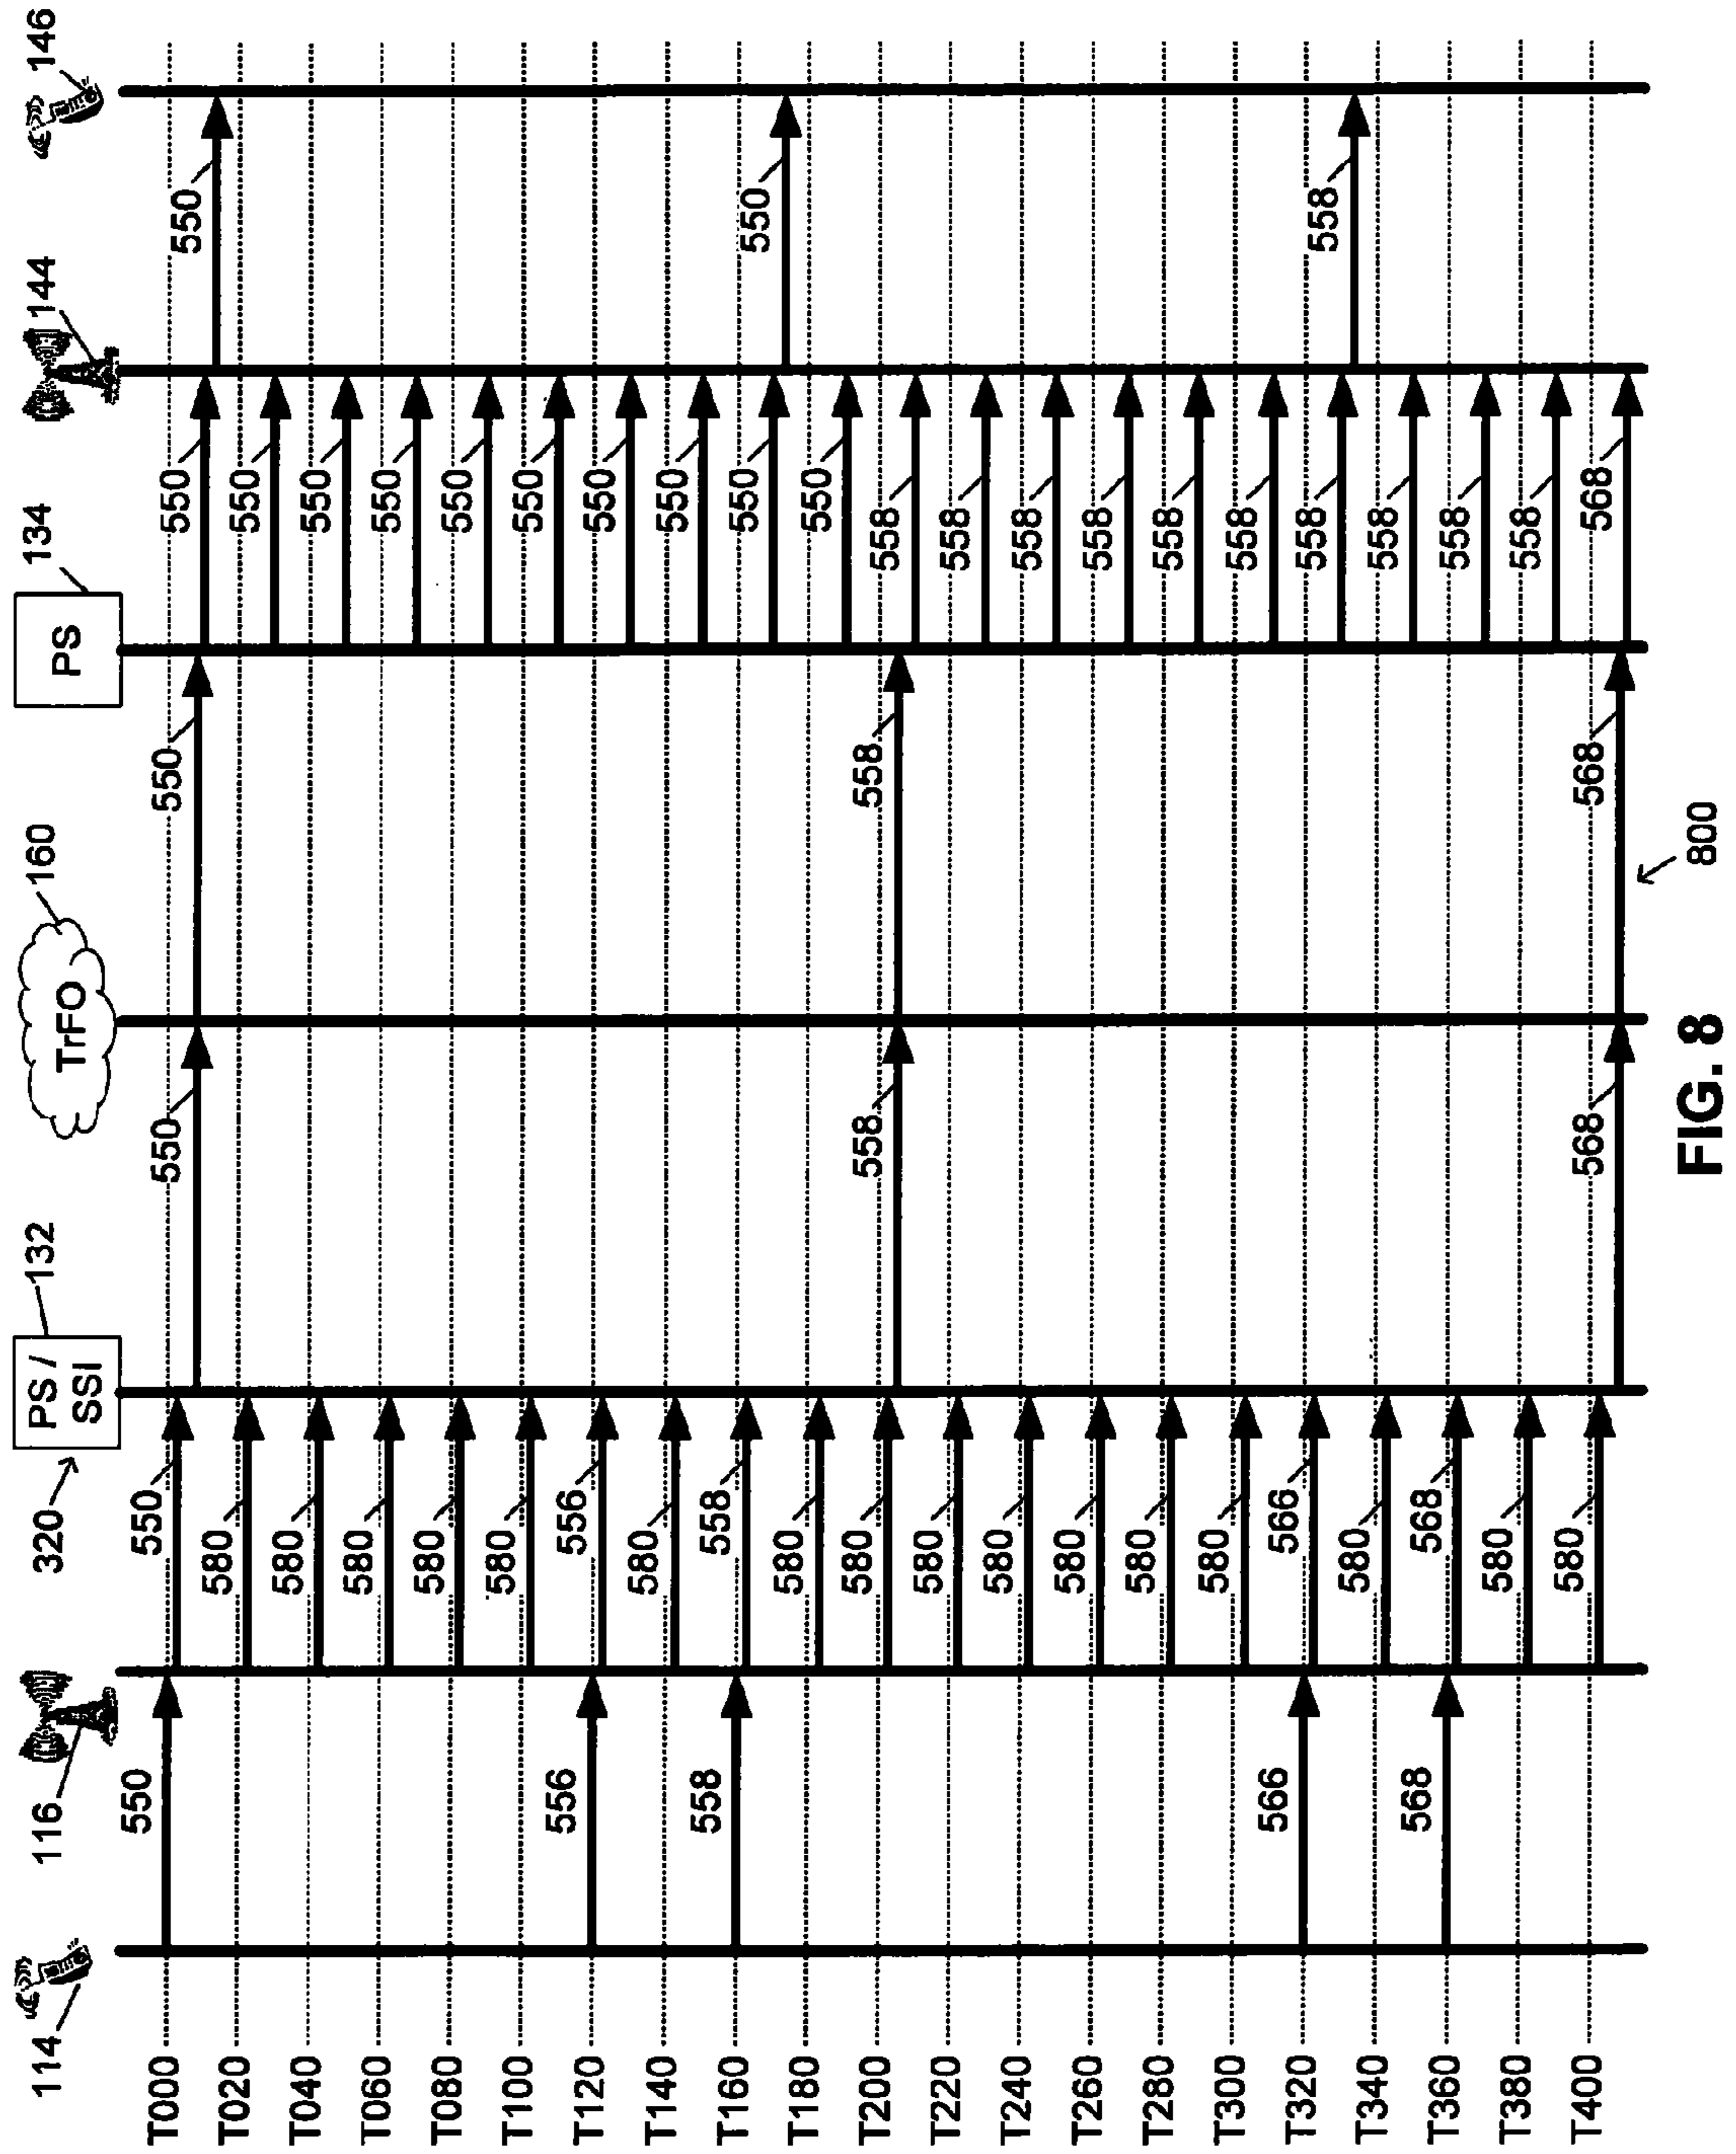 114
116
320
PS /
SSI
132
TrFO
160
PS
134
144
146
T000 550 550 550 550 550 550
T020 580 550
T040 580 550
T060 580 550
T080 580 550
T100 580 550
T120 556 556 550
T140 580 550
T160 558 558 550 550
T180 580 550
T200 580 558 558 558
T220 580 558
T240 580 558
T260 580 558
T280 580 558
T300 580 558
T320 566 566 558 558
T340 580 558
T360 568 568 558
T380 580 558
T400 580 568 568 568
800
FIG. 8